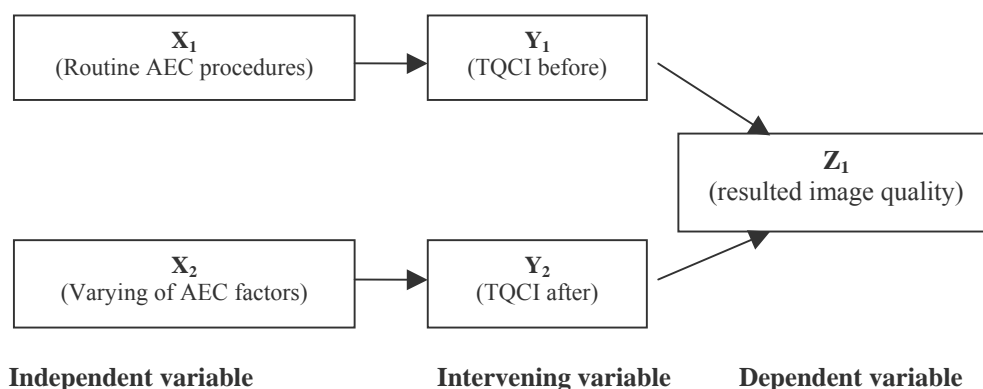 X₁
(Routine AEC procedures)
Y₁
(TQCI before)
Z₁
(resulted image quality)
X₂
(Varying of AEC factors)
Y₂
(TQCI after)
Independent variable
Intervening variable
Dependent variable